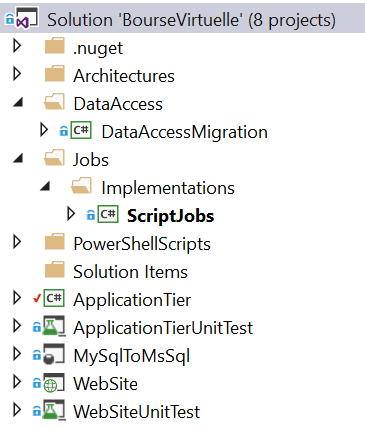 Solution 'BourseVirtuelle' (8 projects)
.nuget
Architectures
DataAccess
C# DataAccessMigration
Jobs
Implementations
C# ScriptJobs
PowerShellScripts
Solution Items
C# ApplicationTier
ApplicationTierUnitTest
MySqlToMsSql
WebSite
WebSiteUnitTest